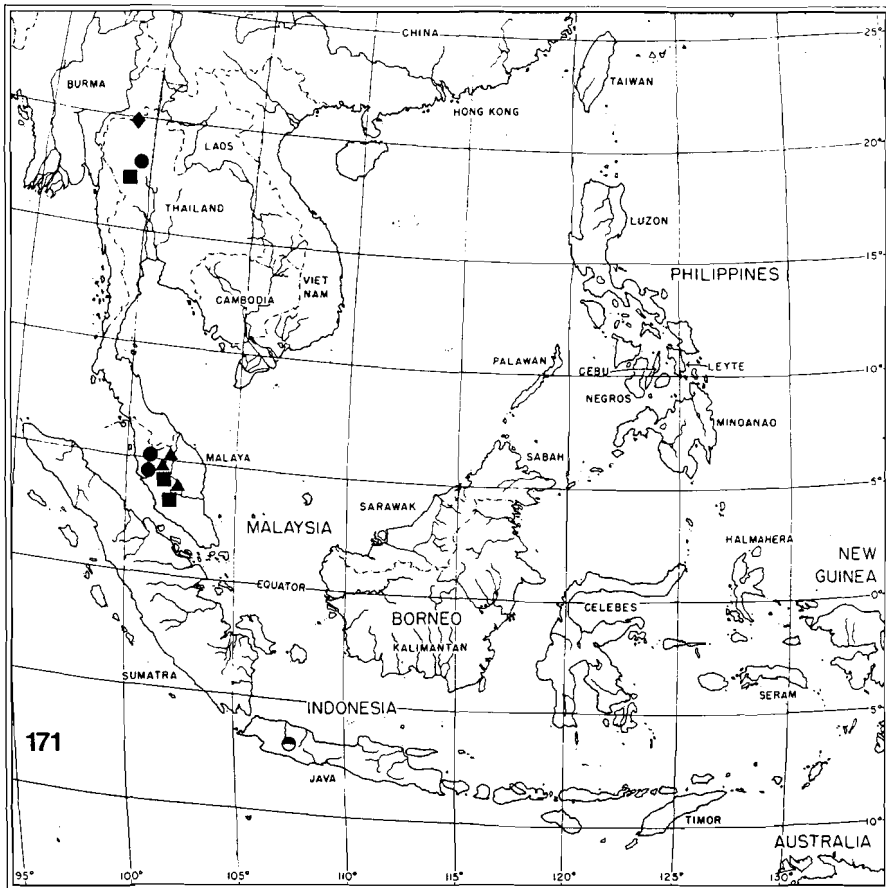 CHINA
25°
TAIWAN
BURMA
HONG KONG
20°
LAOS
THAILAND
LUZON
15°
PHILIPPINES
VIET
NAM
CAMBODIA
PALAWAN
CEBU
LEYTE
10°
NEGROS
MINDANAO
MALAYA
SABAH
5°
SARAWAK
MALAYSIA
HALMAHERA
NEW
GUINEA
EQUATOR
0°
CELEBES
BORNEO
KALIMANTAN
SUMATRA
SERAM
INDONESIA
5°
171
JAVA
TIMOR
10°
AUSTRALIA
95°
100°
105°
110°
115°
120°
125°
130°